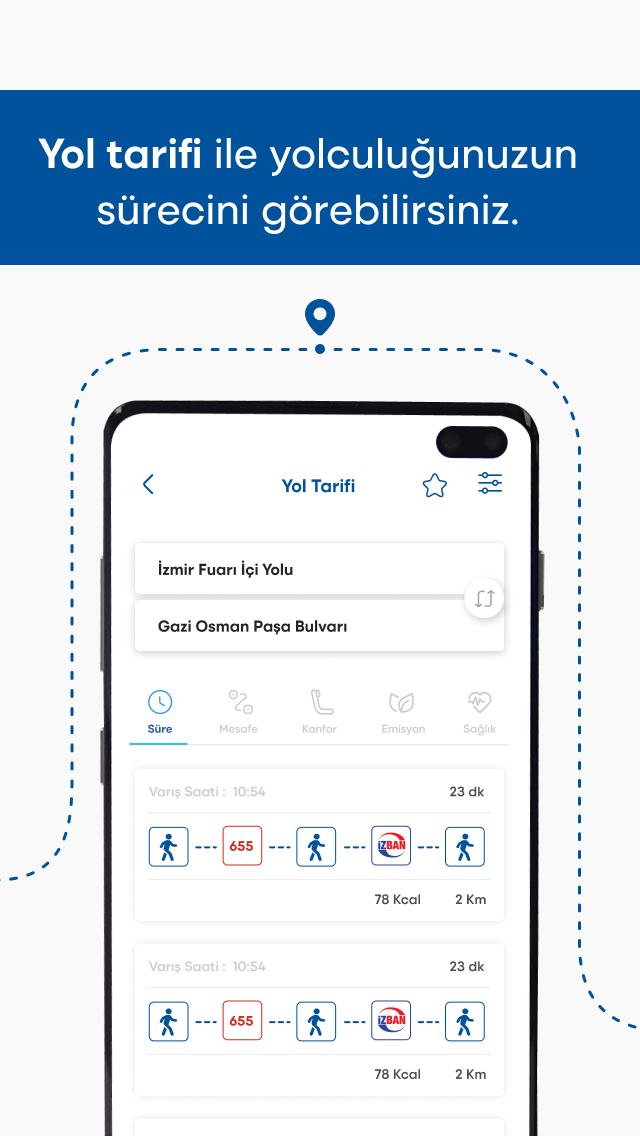 Yol tarifi ile yolculuğunuzun
sürecini görebilirsiniz.
Yol Tarifi
İzmir Fuarı İçi Yolu
Gazi Osman Paşa Bulvarı
Süre Mesafe Konfor Emisyon Sağlık
Varış Saati : 10:54 23 dk
655 İZBAN
78 Kcal 2 Km
Varış Saati : 10:54 23 dk
655 İZBAN
78 Kcal 2 Km